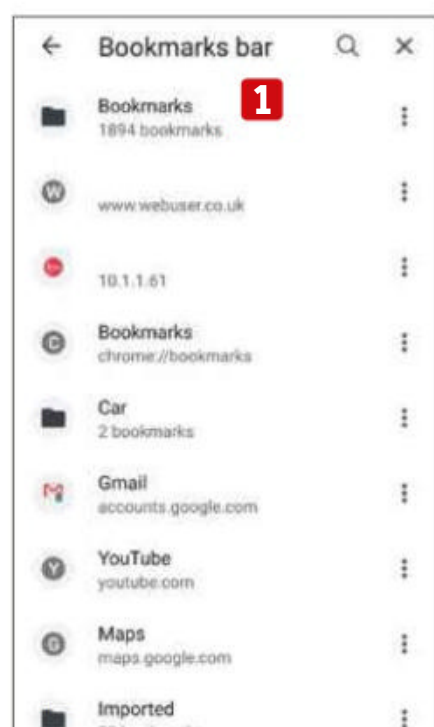 Bookmarks bar
Bookmarks
1
1894 bookmarks
W
www.webuser.co.uk
10.1.1.61
Bookmarks
C
chrome://bookmarks
Car
2 bookmarks
Gmail
accounts.google.com
YouTube
Y
youtube.com
Maps
G
maps.google.com
Imported